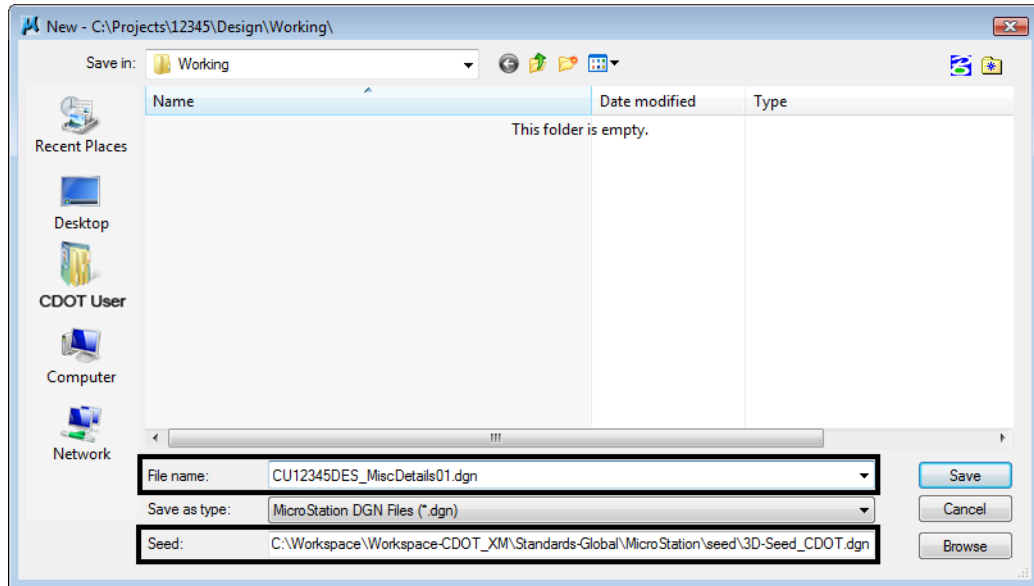 New - C:\Projects\12345\Design\Working\
Save in: Working
Name Date modified Type
This folder is empty.
Recent Places
Desktop
CDOT User
Computer
Network
File name: CU12345DES_MiscDetails01.dgn Save
Save as type: MicroStation DGN Files (*.dgn) Cancel
Seed: C:\Workspace\Workspace-CDOT_XM\Standards-Global\MicroStation\seed\3D-Seed_CDOT.dgn Browse